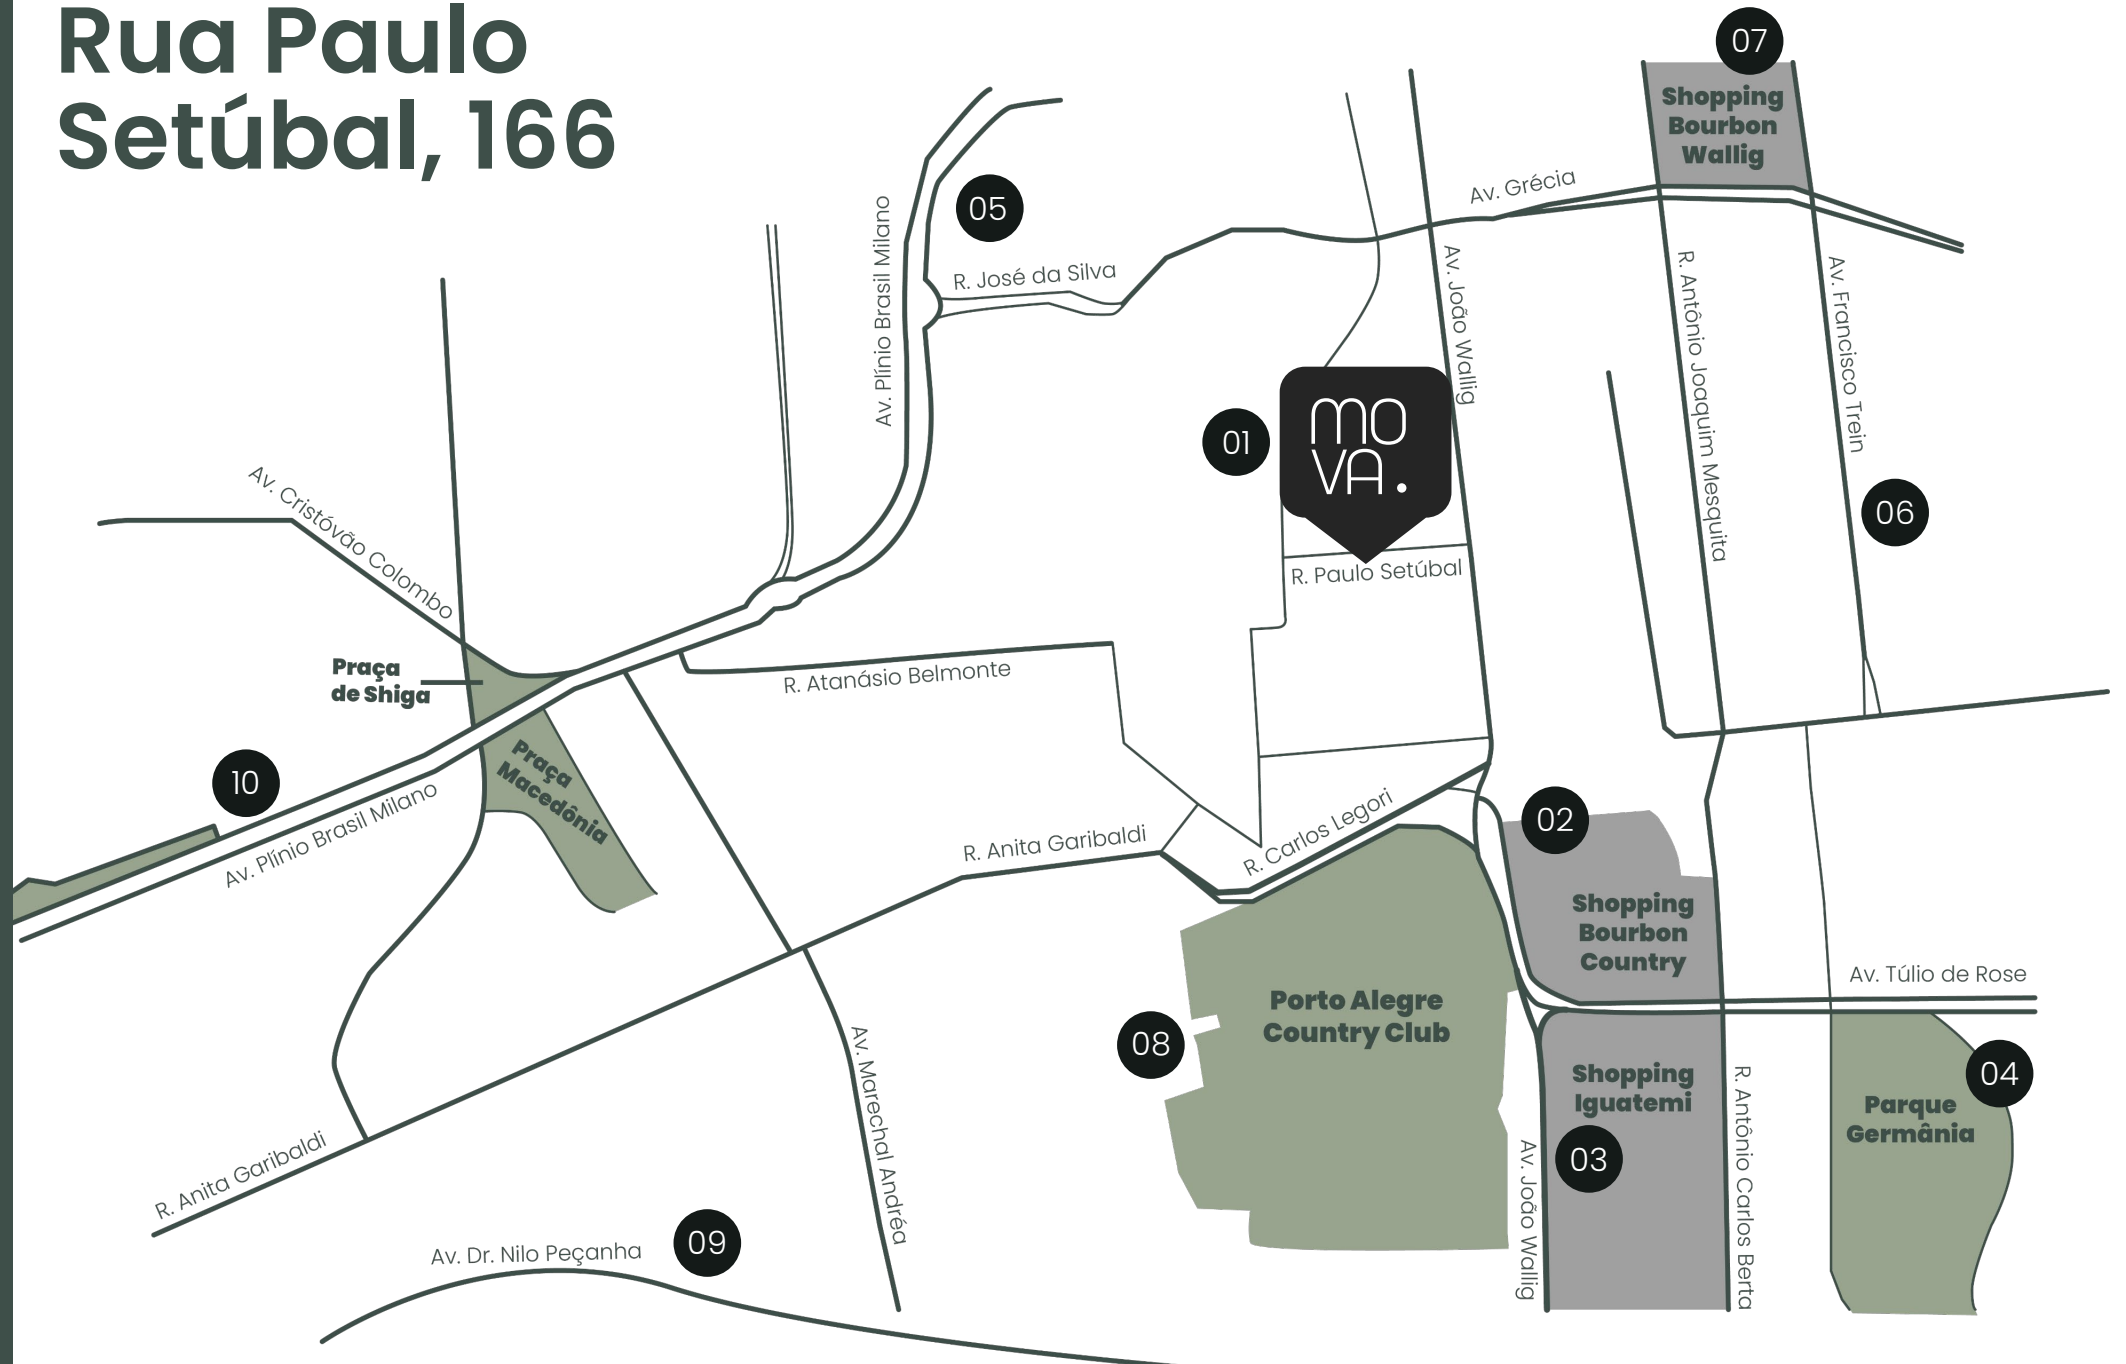 Rua Paulo
Setúbal, 166
07
Shopping
Bourbon
Wallig
Av. Grécia
05
Av. Plínio Brasil Milano
R. José da Silva
Av. João Wallig
R. Antônio Joaquim Mesquita
Av. Francisco Trein
01
MO
VA.
06
R. Paulo Setúbal
Av. Cristóvão Colombo
Praça
de Shiga
R. Atanásio Belmonte
10
Praça
Macedônia
Av. Plínio Brasil Milano
R. Anita Garibaldi
R. Carlos Legori
02
Shopping
Bourbon
Country
Av. Túlio de Rose
Porto Alegre
Country Club
08
Shopping
Iguatemi
03
04
Parque
Germânia
Av. Marechal Andréa
Av. João Wallig
R. Antônio Carlos Berta
R. Anita Garibaldi
Av. Dr. Nilo Peçanha
09